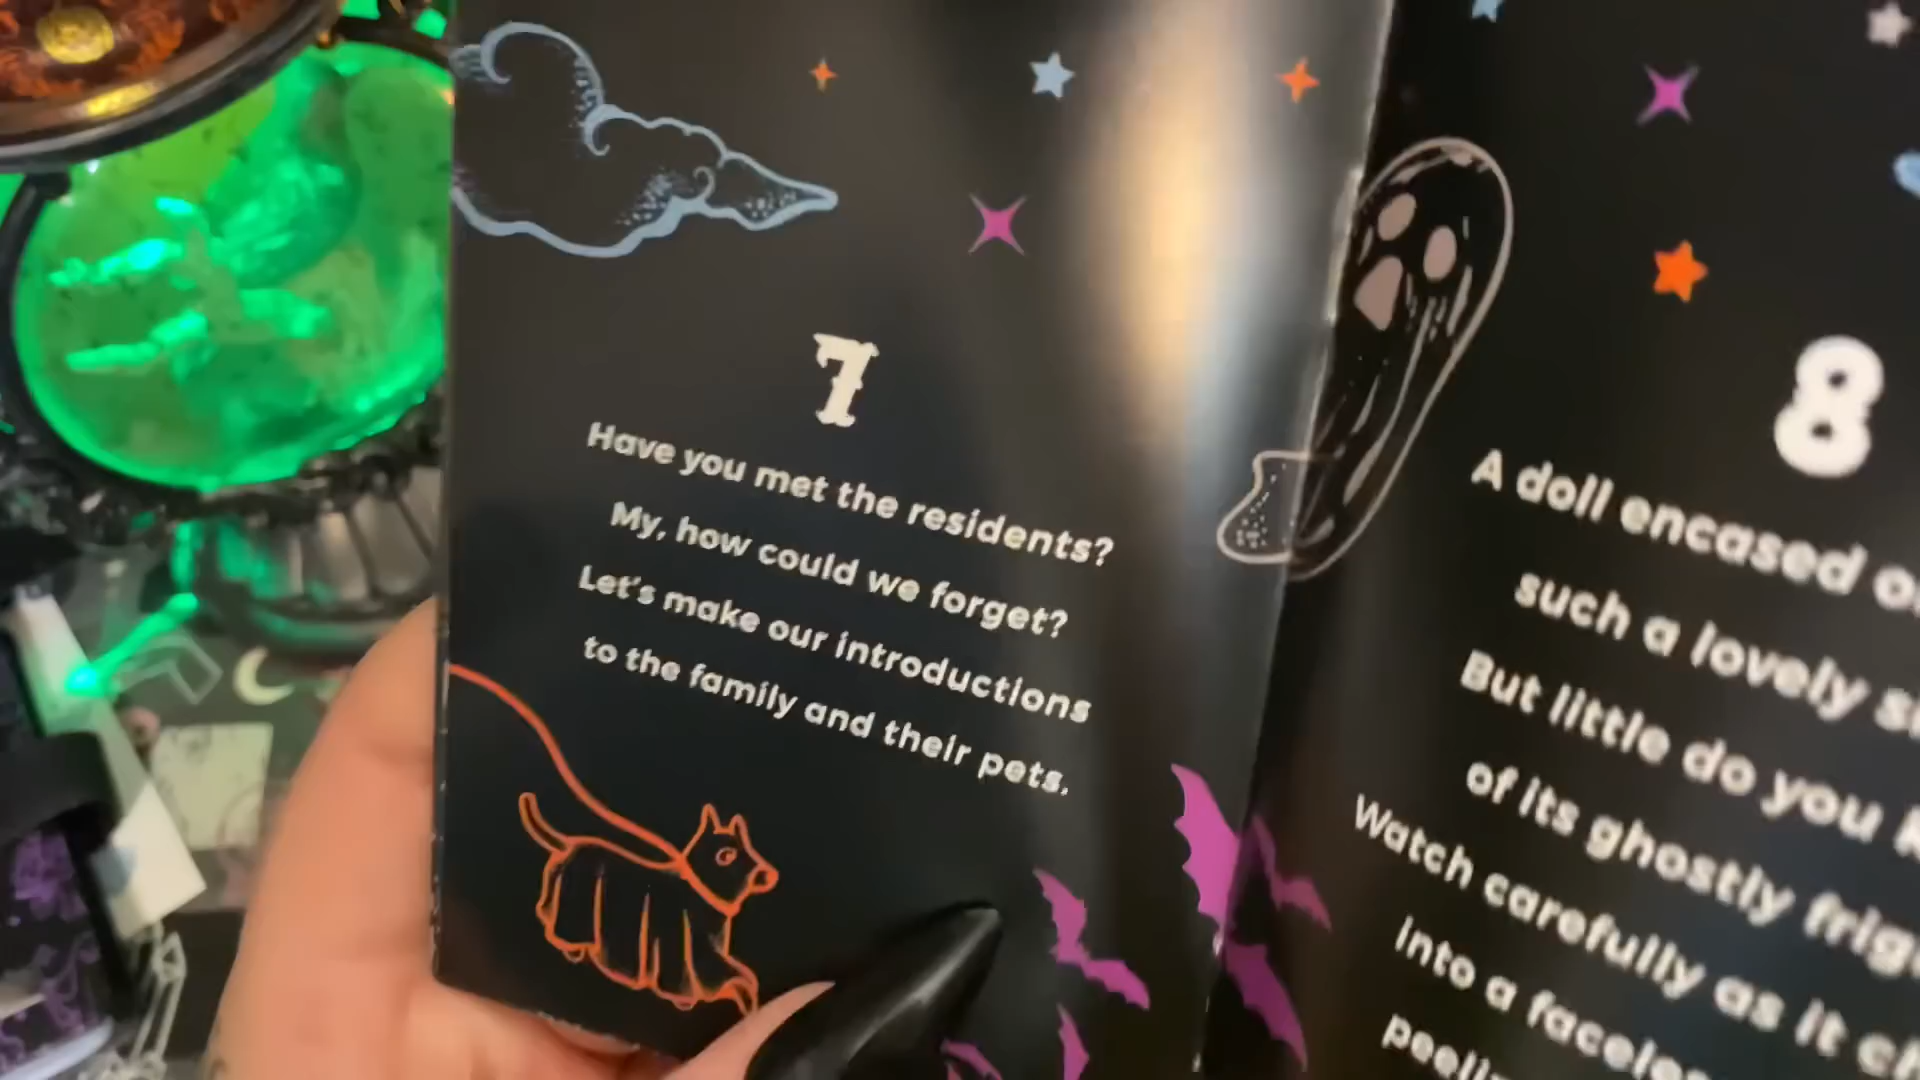 7
Have you met the residents?
My, how could we forget?
Let's make our introductions
to the family and their pets.
8
A doll encased
such a lovely
But little do you
of its ghostly
Watch carefully as it
into a